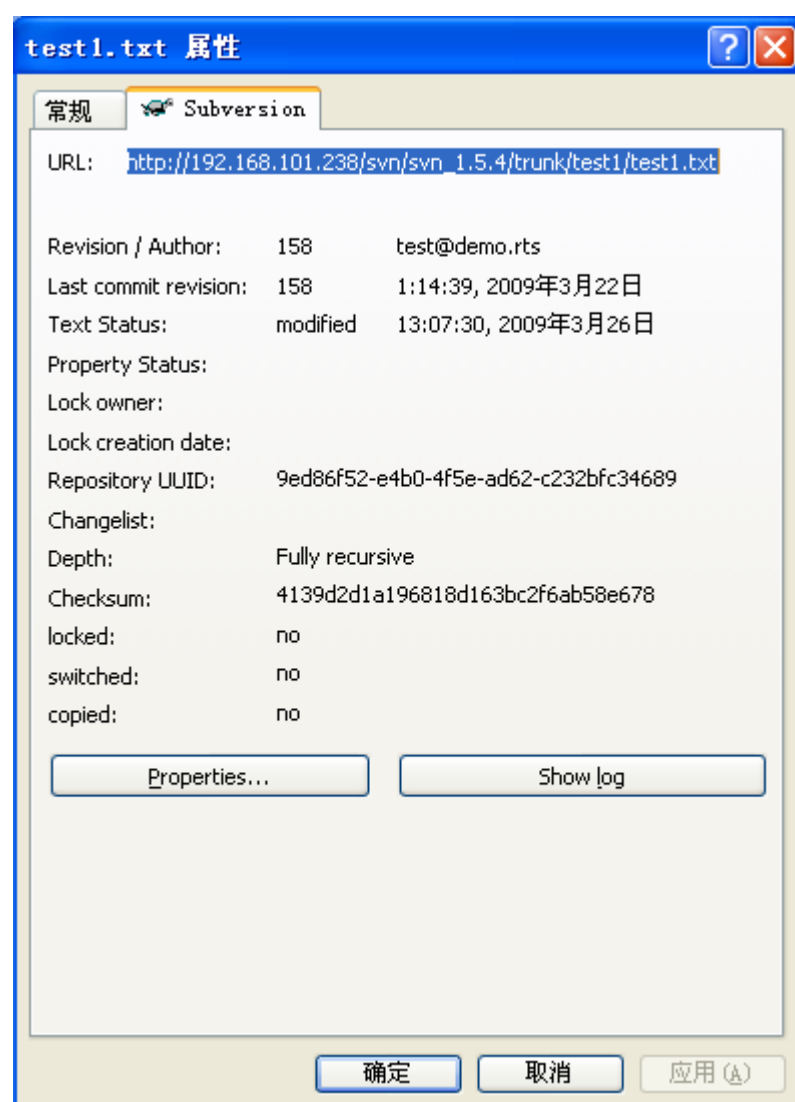 test1.txt 属性
常规 Subversion
URL: http://192.168.101.238/svn/svn_1.5.4/trunk/test1/test1.txt
Revision / Author: 158 test@demo.rts
Last commit revision: 158 1:14:39, 2009年3月22日
Text Status: modified 13:07:30, 2009年3月26日
Property Status:
Lock owner:
Lock creation date:
Repository UUID: 9ed86f52-e4b0-4f5e-ad62-c232bfc34689
Changelist:
Depth: Fully recursive
Checksum: 4139d2d1a196818d163bc2f6ab58e678
locked: no
switched: no
copied: no
Properties... Show log
确定 取消 应用(A)